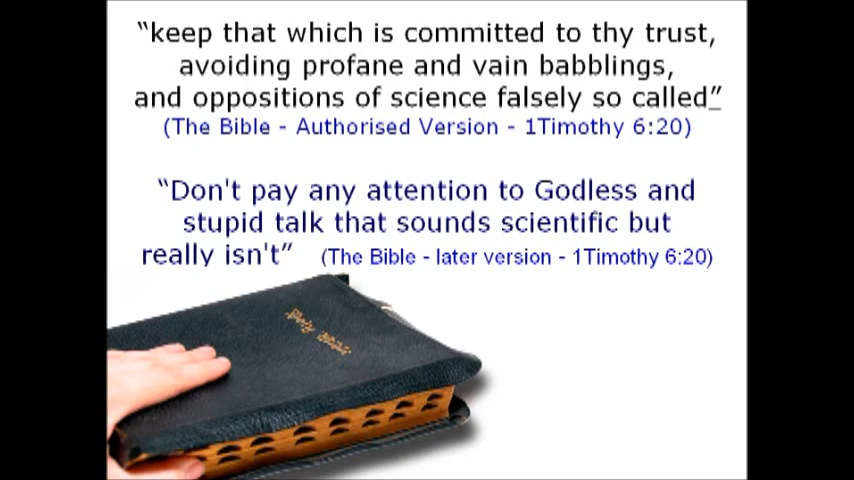 “keep that which is committed to thy trust,
avoiding profane and vain babblings,
and oppositions of science falsely so called”
(The Bible - Authorised Version - 1Timothy 6:20)
“Don't pay any attention to Godless and
stupid talk that sounds scientific but
really isn't” (The Bible - later version - 1Timothy 6:20)